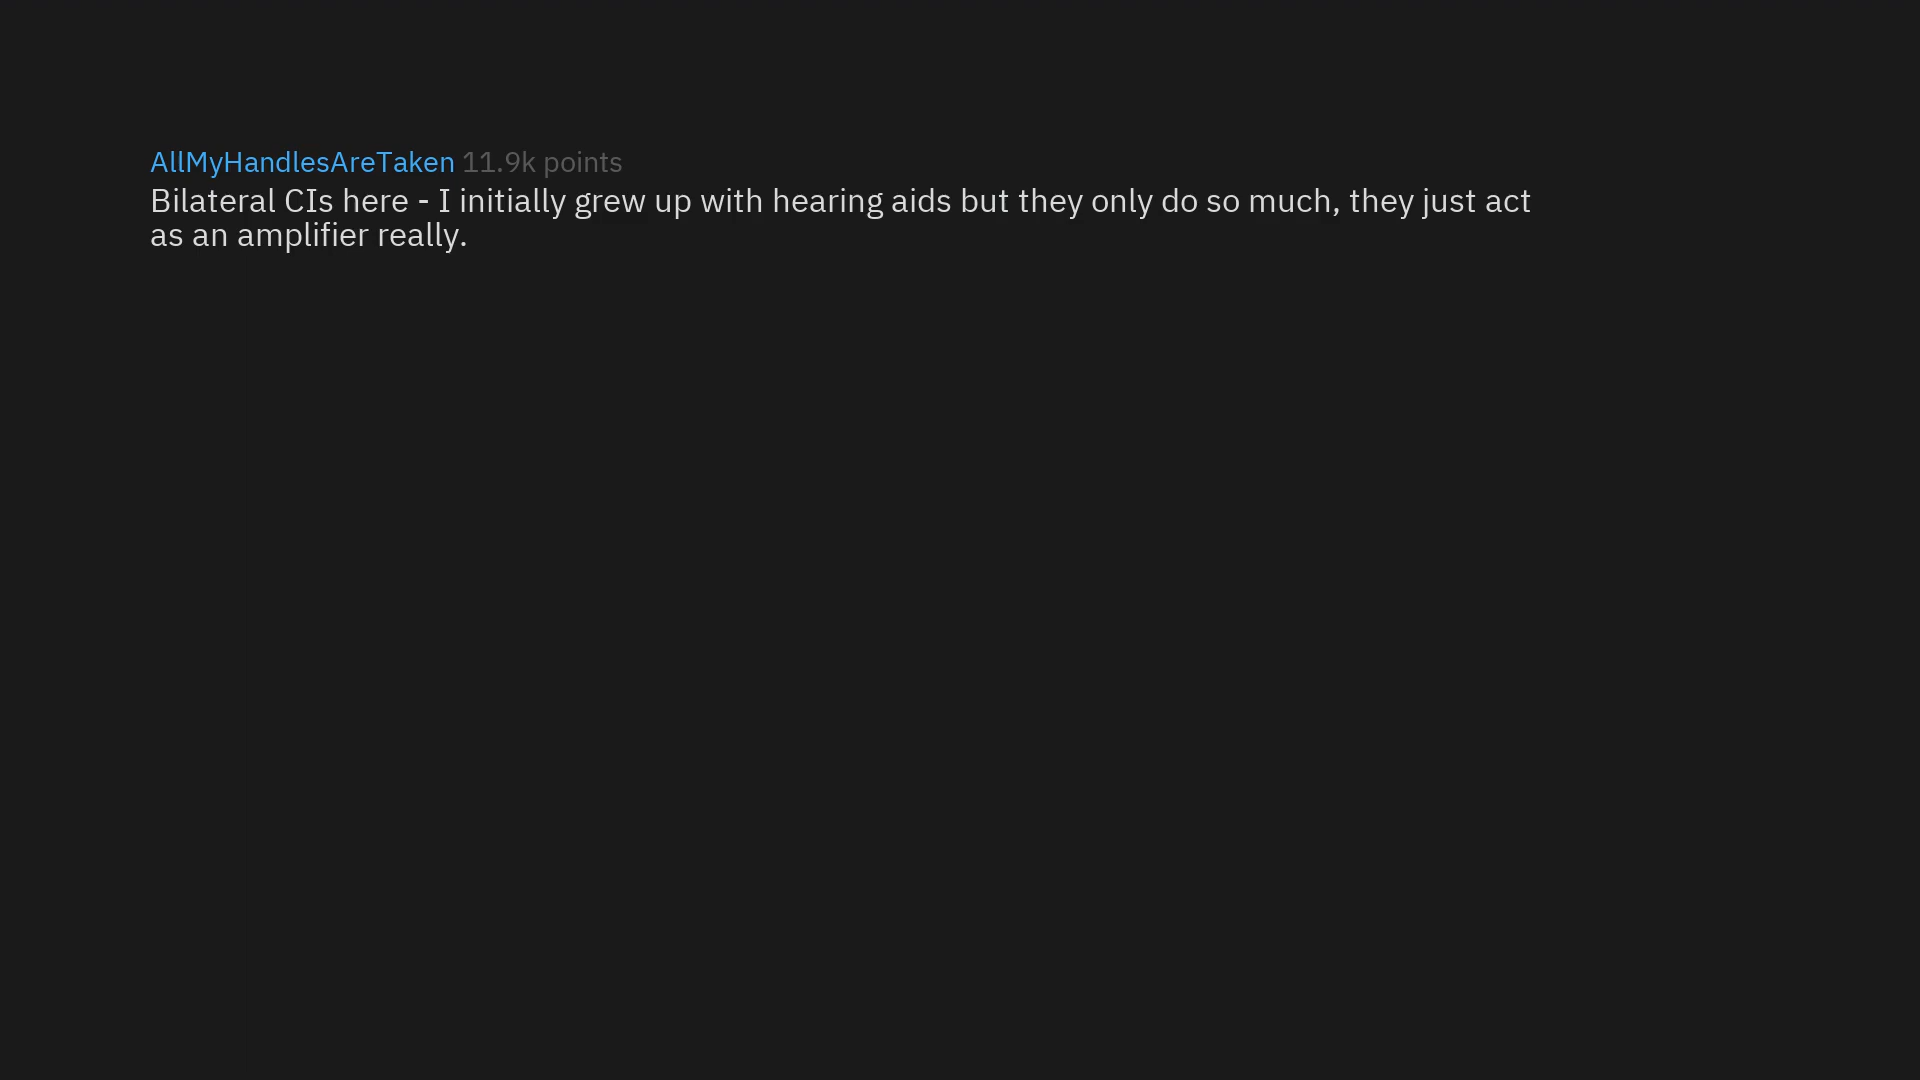 AllMyHandlesAreTaken 11.9k points
Bilateral CIs here - I initially grew up with hearing aids but they only do so much, they just act
as an amplifier really.